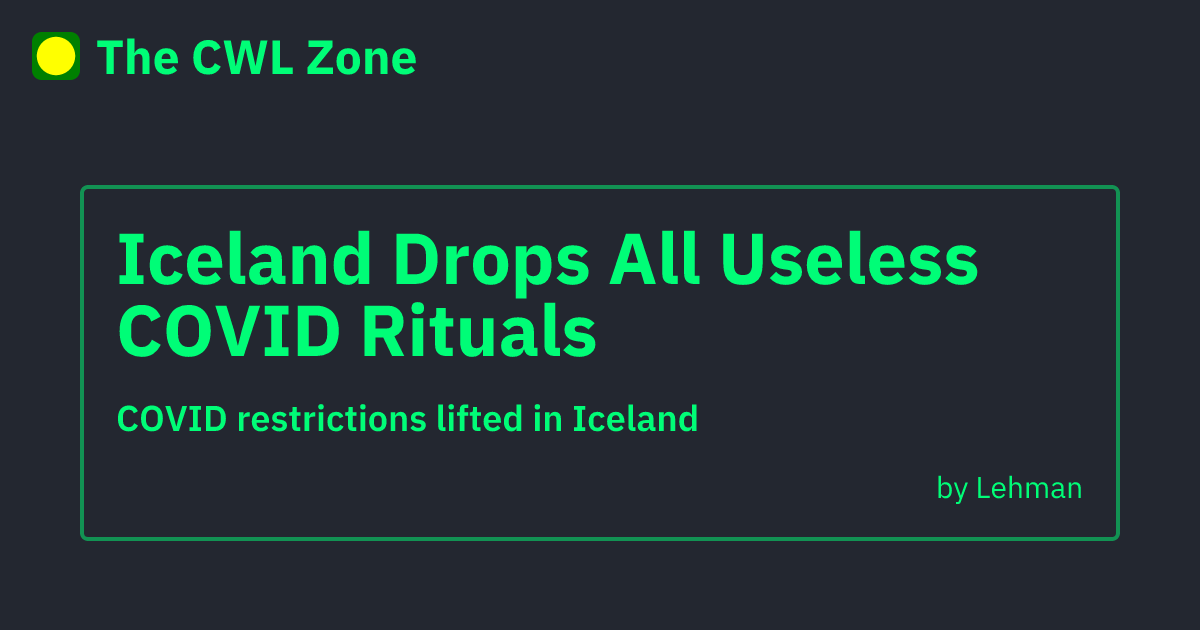 The CWL Zone
Iceland Drops All Useless
COVID Rituals
COVID restrictions lifted in Iceland
by Lehman